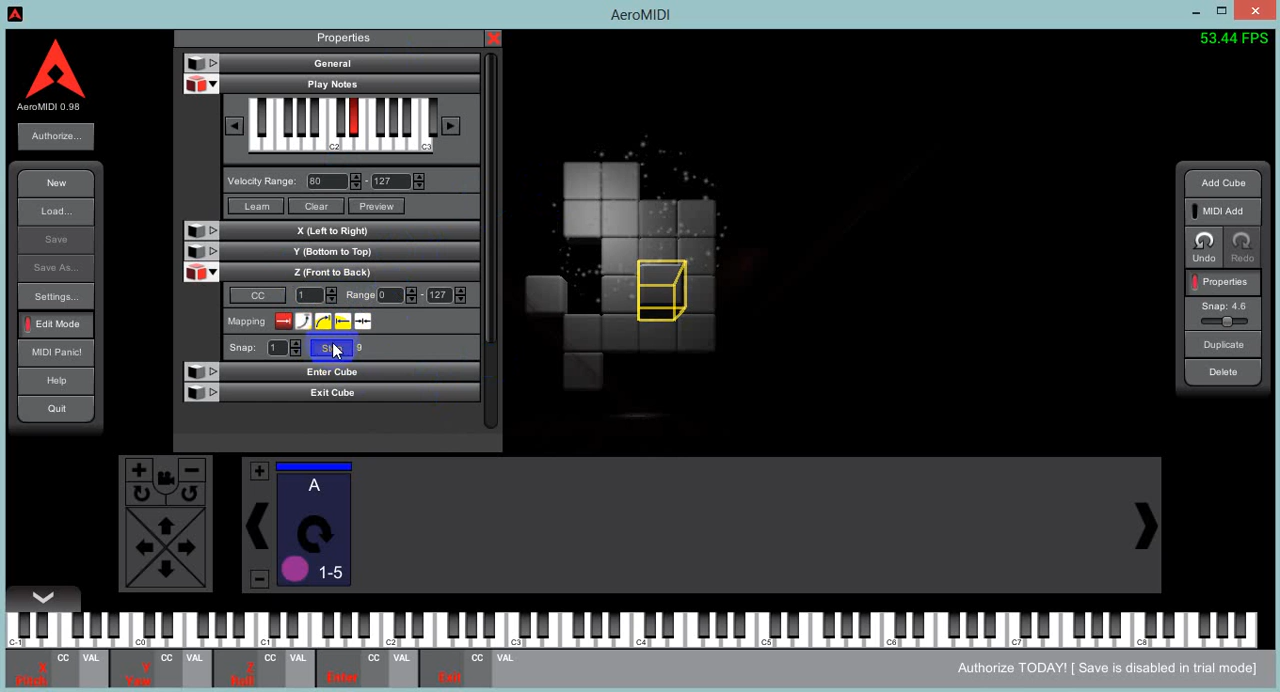 AeroMIDI
53.44 FPS
Properties
General
Play Notes
C2
C3
Velocity Range: 80 - 127
Learn Clear Preview
X (Left to Right)
Y (Bottom to Top)
Z (Front to Back)
CC 1 Range 0 - 127
Mapping
Snap: 1 9
Enter Cube
Exit Cube
AeroMIDI 0.98
Authorize...
New
Load...
Save
Save As...
Settings...
Edit Mode
MIDI Panic!
Help
Quit
Add Cube
MIDI Add
Undo Redo
Properties
Snap: 4.6
Duplicate
Delete
A
1-5
C-1 C0 C1 C2 C3 C4 C5 C6 C7 C8
X CC VAL Y CC VAL Z CC VAL CC VAL CC VAL
Pitch Yaw Roll Enter Exit
Authorize TODAY! [ Save is disabled in trial mode]